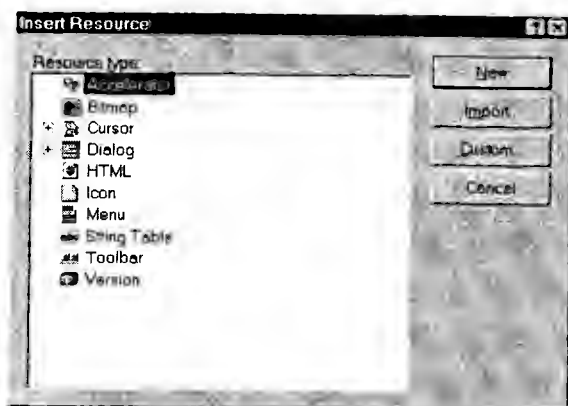 Insert Resource
Resource type:
Accelerator
Bitmap
Cursor
Dialog
HTML
Icon
Menu
String Table
Toolbar
Version
New
Import...
Custom...
Cancel